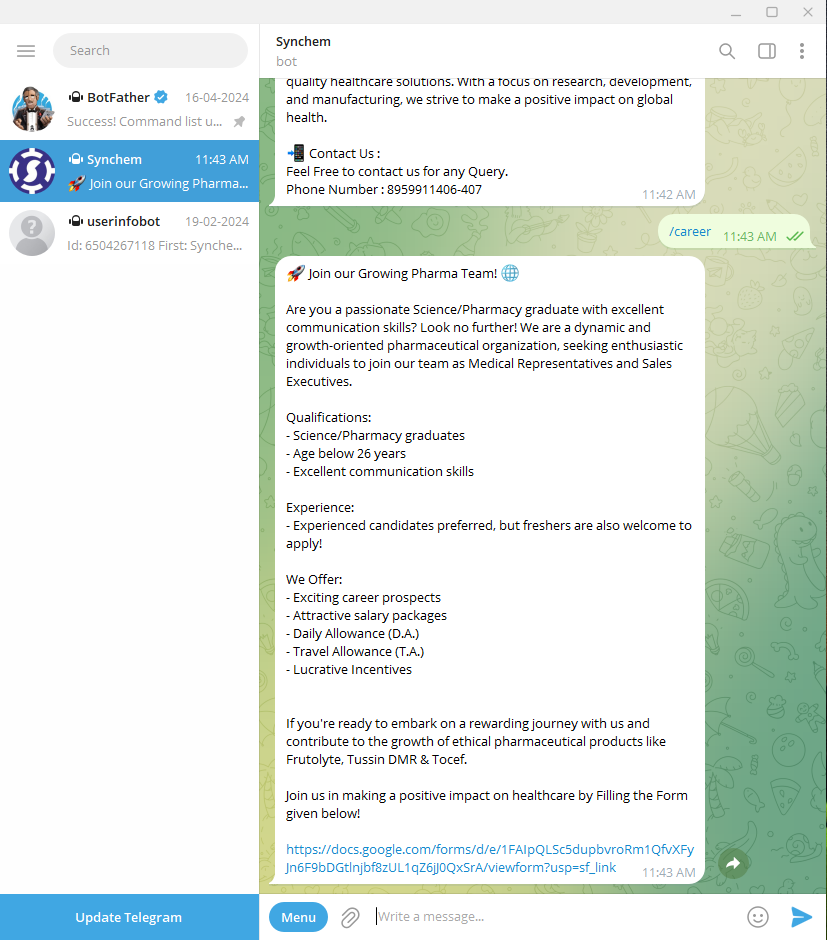 Search
BotFather 16-04-2024
Success! Command list u...
Synchem 11:43 AM
🚀 Join our Growing Pharma...
userinfobot 19-02-2024
Id: 6504267118 First: Synche...
Update Telegram
Synchem
bot
quality healthcare solutions. With a focus on research, development,
and manufacturing, we strive to make a positive impact on global
health.
📲 Contact Us :
Feel Free to contact us for any Query.
Phone Number : 8959911406-407
11:42 AM
/career 11:43 AM
🚀 Join our Growing Pharma Team! 🌐
Are you a passionate Science/Pharmacy graduate with excellent
communication skills? Look no further! We are a dynamic and
growth-oriented pharmaceutical organization, seeking enthusiastic
individuals to join our team as Medical Representatives and Sales
Executives.
Qualifications:
- Science/Pharmacy graduates
- Age below 26 years
- Excellent communication skills
Experience:
- Experienced candidates preferred, but freshers are also welcome to
apply!
We Offer:
- Exciting career prospects
- Attractive salary packages
- Daily Allowance (D.A.)
- Travel Allowance (T.A.)
- Lucrative Incentives
If you're ready to embark on a rewarding journey with us and
contribute to the growth of ethical pharmaceutical products like
Frutolyte, Tussin DMR & Tocef.
Join us in making a positive impact on healthcare by Filling the Form
given below!
https://docs.google.com/forms/d/e/1FAIpQLSc5dupbvroRm1QfvXFy
Jn6F9bDGtlnjbf8zUL1qZ6jJ0QxSrA/viewform?usp=sf_link
11:43 AM
Menu
Write a message...